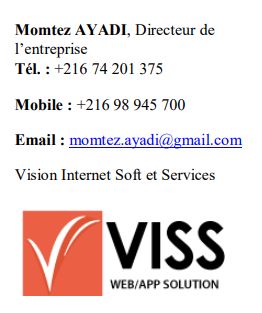 Momtez AYADI, Directeur de
l’entreprise
Tél. : +216 74 201 375
Mobile : +216 98 945 700
Email : momtez.ayadi@gmail.com
Vision Internet Soft et Services
VISS
WEB/APP SOLUTION